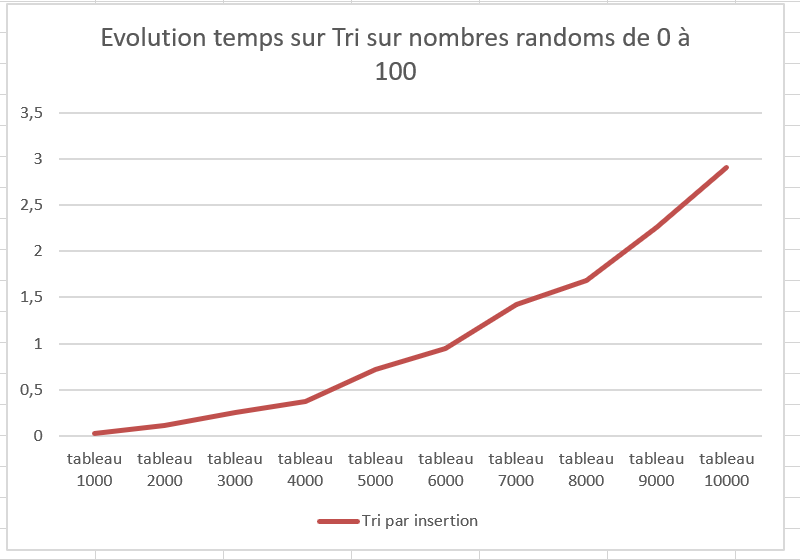 Evolution temps sur Tri sur nombres randoms de 0 à
100
3,5
3
2,5
2
1,5
1
0,5
0
tableau tableau tableau tableau tableau tableau tableau tableau tableau tableau
1000 2000 3000 4000 5000 6000 7000 8000 9000 10000
Tri par insertion